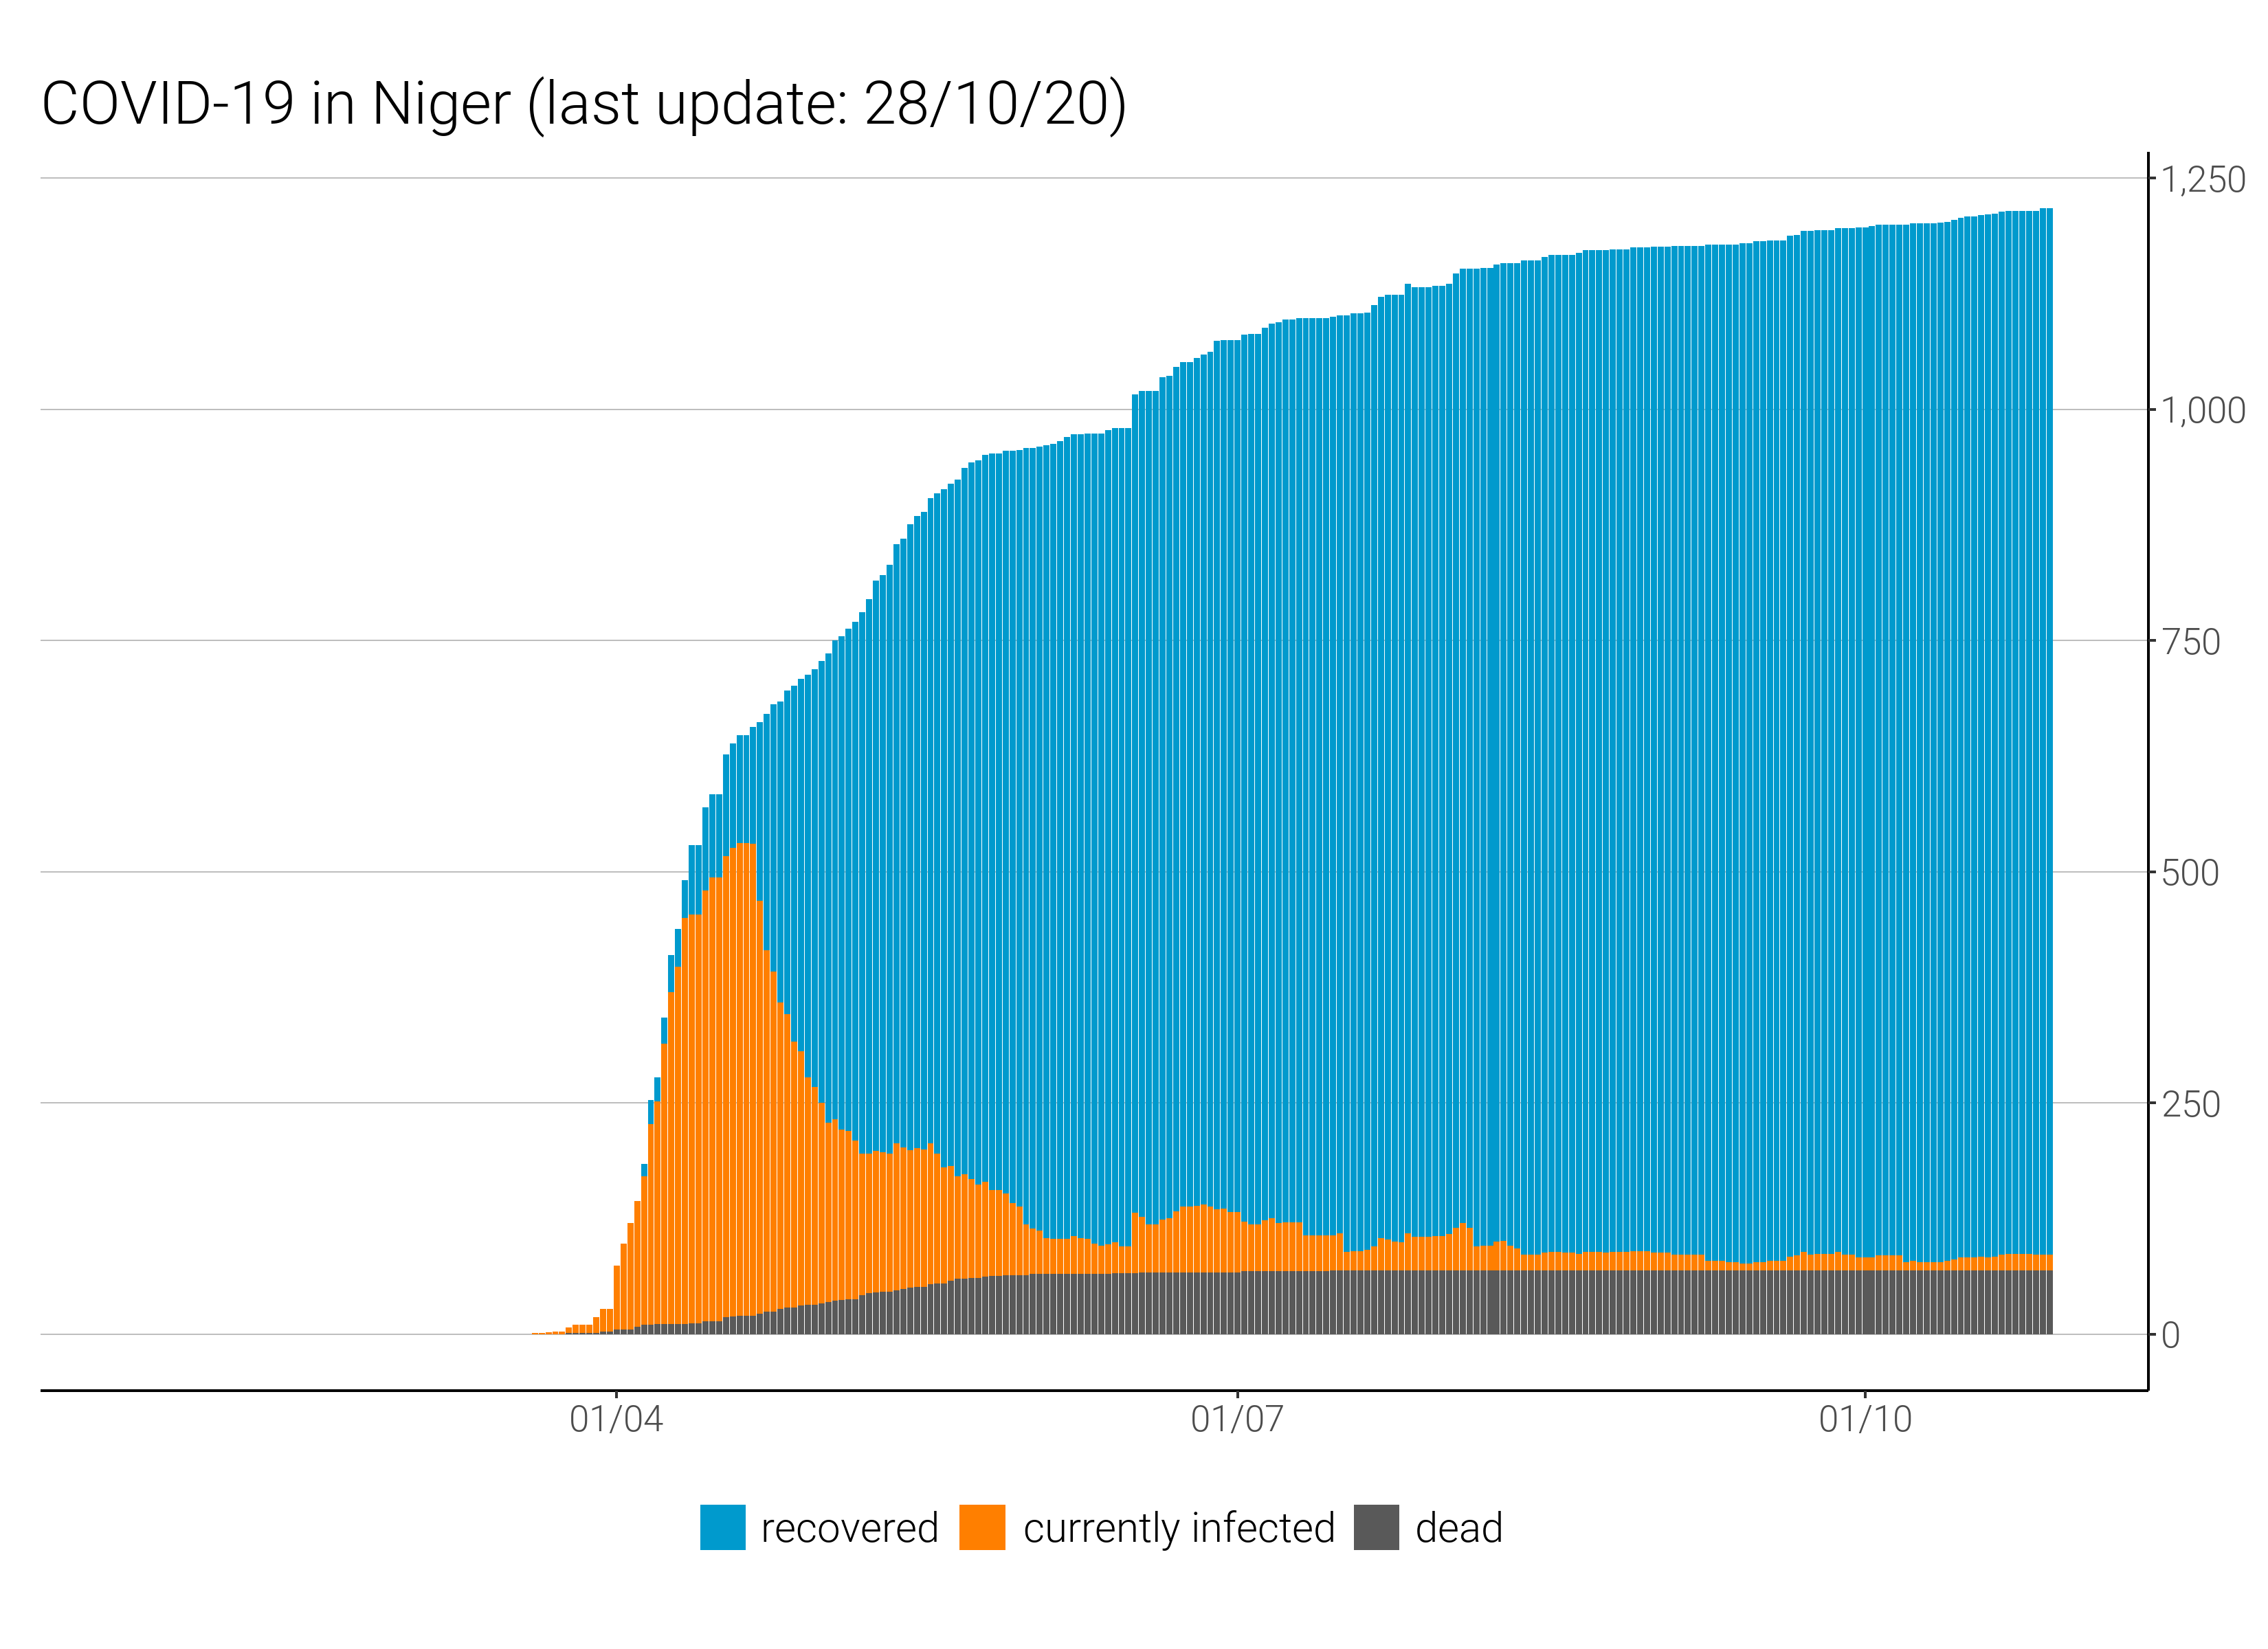 COVID-19 in Niger (last update: 28/10/20)
1,250
1,000
750
500
250
0
01/04 01/07 01/10
recovered currently infected dead